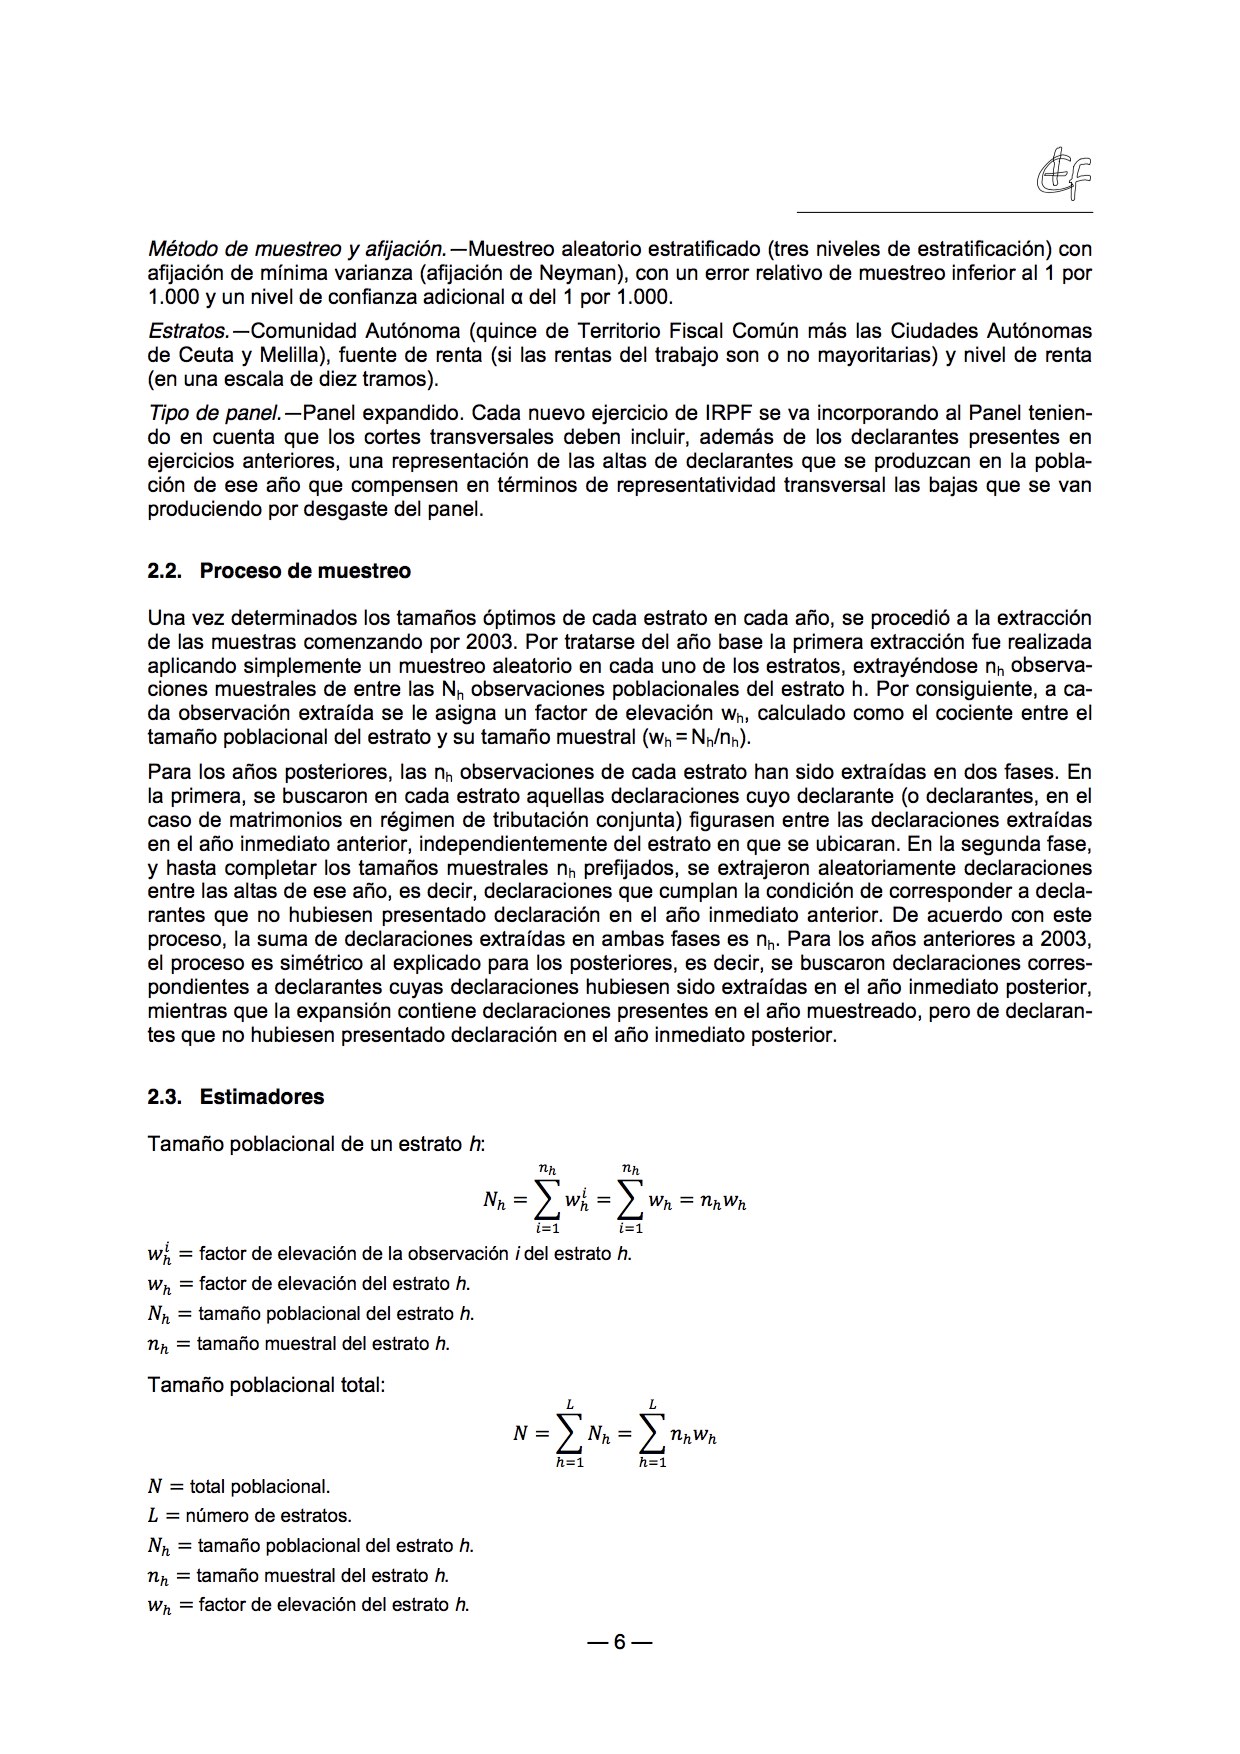 Método de muestreo y afijación.—Muestreo aleatorio estratificado (tres niveles de estratificación) con
afijación de mínima varianza (afijación de Neyman), con un error relativo de muestreo inferior al 1 por
1.000 y un nivel de confianza adicional α del 1 por 1.000.
Estratos.—Comunidad Autónoma (quince de Territorio Fiscal Común más las Ciudades Autónomas
de Ceuta y Melilla), fuente de renta (si las rentas del trabajo son o no mayoritarias) y nivel de renta
(en una escala de diez tramos).
Tipo de panel.—Panel expandido. Cada nuevo ejercicio de IRPF se va incorporando al Panel tenien-
do en cuenta que los cortes transversales deben incluir, además de los declarantes presentes en
ejercicios anteriores, una representación de las altas de declarantes que se produzcan en la pobla-
ción de ese año que compensen en términos de representatividad transversal las bajas que se van
produciendo por desgaste del panel.
2.2. Proceso de muestreo
Una vez determinados los tamaños óptimos de cada estrato en cada año, se procedió a la extracción
de las muestras comenzando por 2003. Por tratarse del año base la primera extracción fue realizada
aplicando simplemente un muestreo aleatorio en cada uno de los estratos, extrayéndose nh observa-
ciones muestrales de entre las Nh observaciones poblacionales del estrato h. Por consiguiente, a ca-
da observación extraída se le asigna un factor de elevación wh, calculado como el cociente entre el
tamaño poblacional del estrato y su tamaño muestral (wh = Nh/nh).
Para los años posteriores, las nh observaciones de cada estrato han sido extraídas en dos fases. En
la primera, se buscaron en cada estrato aquellas declaraciones cuyo declarante (o declarantes, en el
caso de matrimonios en régimen de tributación conjunta) figurasen entre las declaraciones extraídas
en el año inmediato anterior, independientemente del estrato en que se ubicaran. En la segunda fase,
y hasta completar los tamaños muestrales nh prefijados, se extrajeron aleatoriamente declaraciones
entre las altas de ese año, es decir, declaraciones que cumplan la condición de corresponder a decla-
rantes que no hubiesen presentado declaración en el año inmediato anterior. De acuerdo con este
proceso, la suma de declaraciones extraídas en ambas fases es nh. Para los años anteriores a 2003,
el proceso es simétrico al explicado para los posteriores, es decir, se buscaron declaraciones corres-
pondientes a declarantes cuyas declaraciones hubiesen sido extraídas en el año inmediato posterior,
mientras que la expansión contiene declaraciones presentes en el año muestreado, pero de declaran-
tes que no hubiesen presentado declaración en el año inmediato posterior.
2.3. Estimadores
Tamaño poblacional de un estrato h:
N_h = ∑_{i=1}^{n_h} w_h^i = ∑_{i=1}^{n_h} w_h = n_h w_h
w_h^i = factor de elevación de la observación i del estrato h.
w_h = factor de elevación del estrato h.
N_h = tamaño poblacional del estrato h.
n_h = tamaño muestral del estrato h.
Tamaño poblacional total:
N = ∑_{h=1}^{L} N_h = ∑_{h=1}^{L} n_h w_h
N = total poblacional.
L = número de estratos.
N_h = tamaño poblacional del estrato h.
n_h = tamaño muestral del estrato h.
w_h = factor de elevación del estrato h.
— 6 —